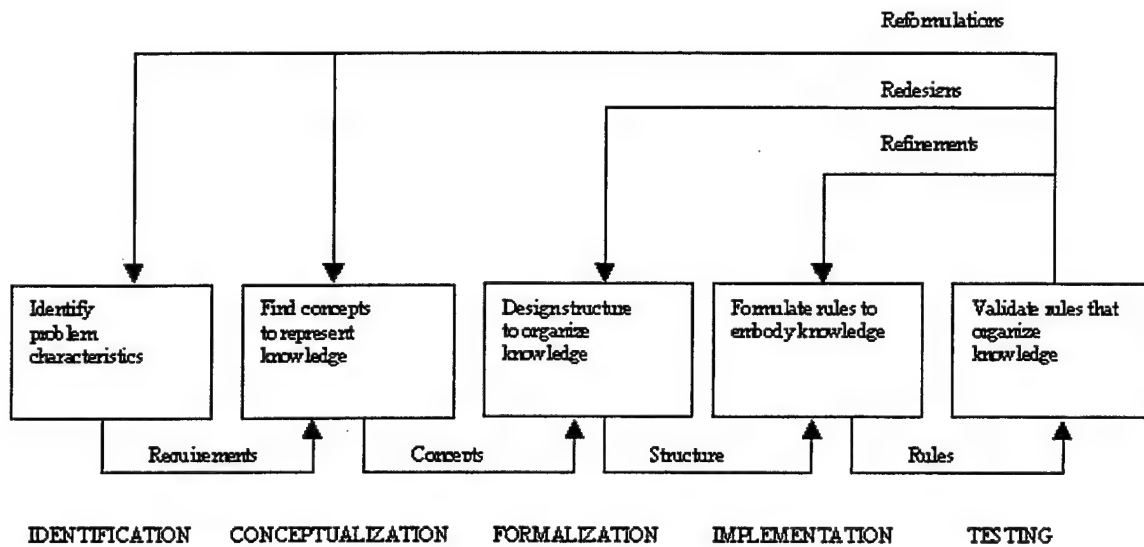 Reformulations
Redesigns
Refinements
Identify
problem
characteristics
Find concepts
to represent
knowledge
Design structure
to organize
knowledge
Formulate rules to
embody knowledge
Validate rules that
organize
knowledge
Requirements
Concepts
Structure
Rules
IDENTIFICATION
CONCEPTUALIZATION
FORMALIZATION
IMPLEMENTATION
TESTING